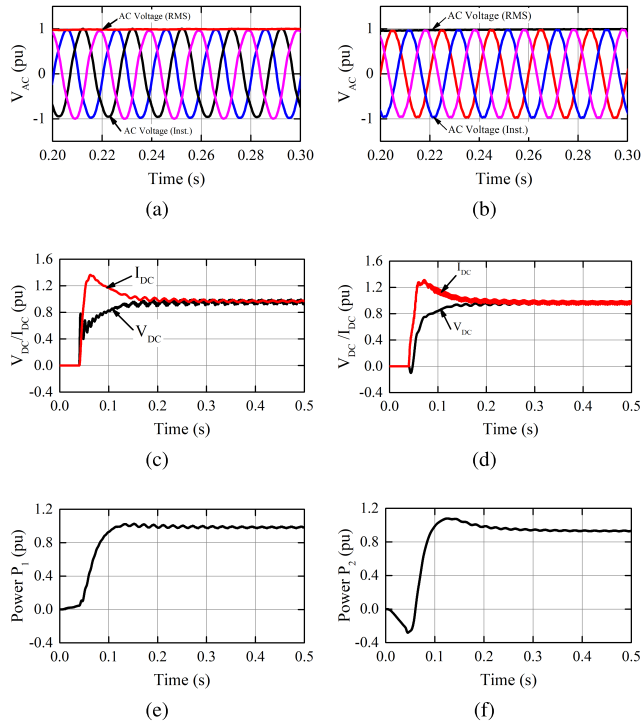 AC Voltage (RMS)
1
0
-1
V_AC (pu)
AC Voltage (Inst.)
0.20 0.22 0.24 0.26 0.28 0.30
Time (s)
(a)
AC Voltage (RMS)
1
0
-1
V_AC (pu)
AC Voltage (Inst.)
0.20 0.22 0.24 0.26 0.28 0.30
Time (s)
(b)
1.6
1.2
0.8
0.4
0.0
-0.4
V_DC/I_DC (pu)
I_DC
V_DC
0.0 0.1 0.2 0.3 0.4 0.5
Time (s)
(c)
1.6
1.2
0.8
0.4
0.0
-0.4
V_DC/I_DC (pu)
I_DC
V_DC
0.0 0.1 0.2 0.3 0.4 0.5
Time (s)
(d)
1.2
0.8
0.4
0.0
-0.4
Power P_1 (pu)
0.0 0.1 0.2 0.3 0.4 0.5
Time (s)
(e)
1.2
0.8
0.4
0.0
-0.4
Power P_2 (pu)
0.0 0.1 0.2 0.3 0.4 0.5
Time (s)
(f)